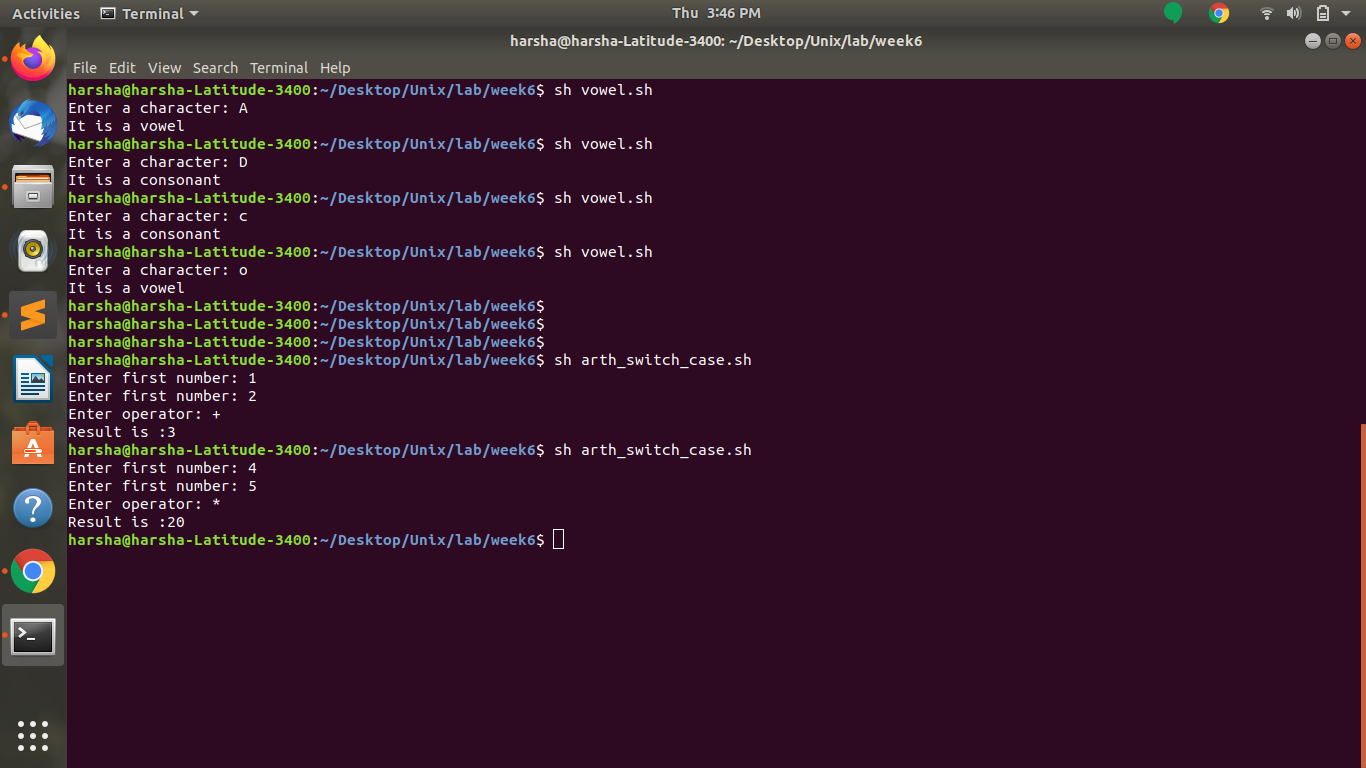 Activities Terminal Thu 3:46 PM
harsha@harsha-Latitude-3400: ~/Desktop/Unix/lab/week6
File Edit View Search Terminal Help
harsha@harsha-Latitude-3400:~/Desktop/Unix/lab/week6$ sh vowel.sh
Enter a character: A
It is a vowel
harsha@harsha-Latitude-3400:~/Desktop/Unix/lab/week6$ sh vowel.sh
Enter a character: D
It is a consonant
harsha@harsha-Latitude-3400:~/Desktop/Unix/lab/week6$ sh vowel.sh
Enter a character: c
It is a consonant
harsha@harsha-Latitude-3400:~/Desktop/Unix/lab/week6$ sh vowel.sh
Enter a character: o
It is a vowel
harsha@harsha-Latitude-3400:~/Desktop/Unix/lab/week6$
harsha@harsha-Latitude-3400:~/Desktop/Unix/lab/week6$
harsha@harsha-Latitude-3400:~/Desktop/Unix/lab/week6$
harsha@harsha-Latitude-3400:~/Desktop/Unix/lab/week6$ sh arth_switch_case.sh
Enter first number: 1
Enter first number: 2
Enter operator: +
Result is :3
harsha@harsha-Latitude-3400:~/Desktop/Unix/lab/week6$ sh arth_switch_case.sh
Enter first number: 4
Enter first number: 5
Enter operator: *
Result is :20
harsha@harsha-Latitude-3400:~/Desktop/Unix/lab/week6$